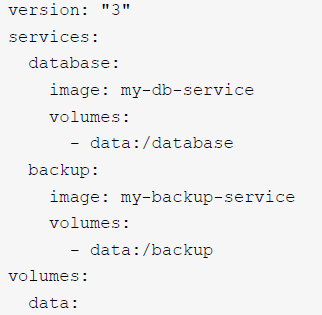 version: "3"
services:
  database:
    image: my-db-service
    volumes:
      - data:/database
  backup:
    image: my-backup-service
    volumes:
      - data:/backup
volumes:
  data: